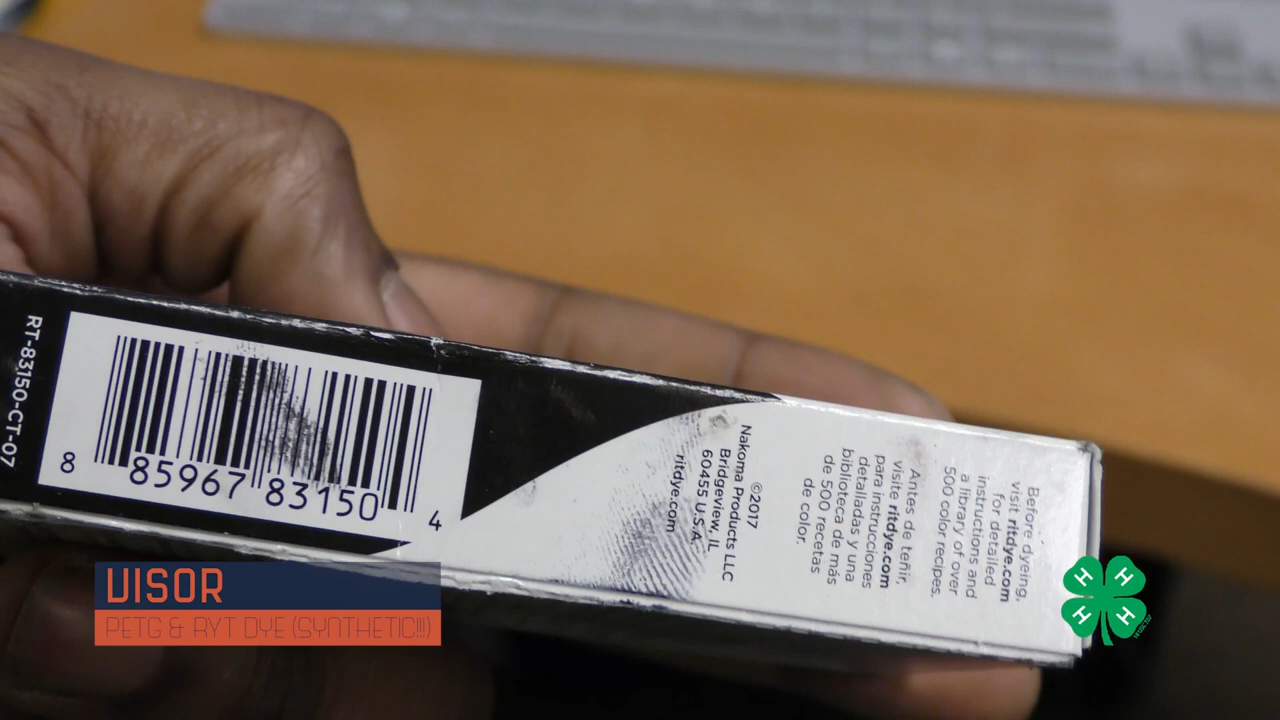 RT-8315O-CT-07
8 85967 83150 4
©2017
Nakoma Products LLC
Bridgeview, IL
60455 U.S.A.
ritdye.com
Antes de teñir,
visite ritdye.com
para instrucciones
detalladas y una
biblioteca de más
de 500 recetas
de color.
Before dyeing,
visit ritdye.com
for detailed
instructions and
a library of over
500 color recipes.
VISOR
PETG & RYT DYE (SYNTHETIC!!!)
H H
H H